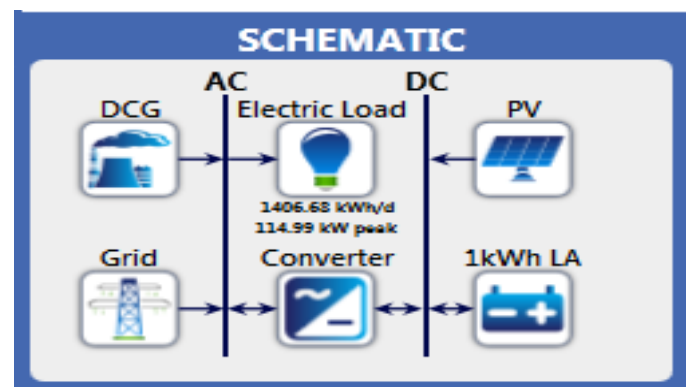 SCHEMATIC
AC DC
DCG Electric Load PV
1406.68 kWh/d
114.99 kW peak
Grid Converter 1kWh LA